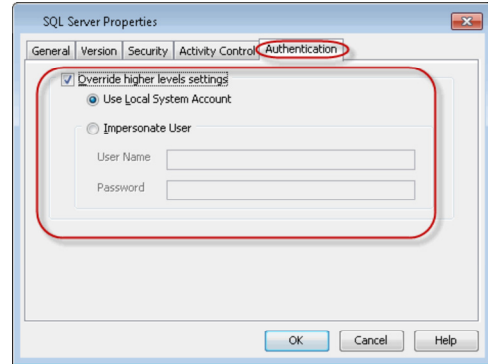 SQL Server Properties
General Version Security Activity Control Authentication
Override higher levels settings
Use Local System Account
Impersonate User
User Name
Password
OK Cancel Help